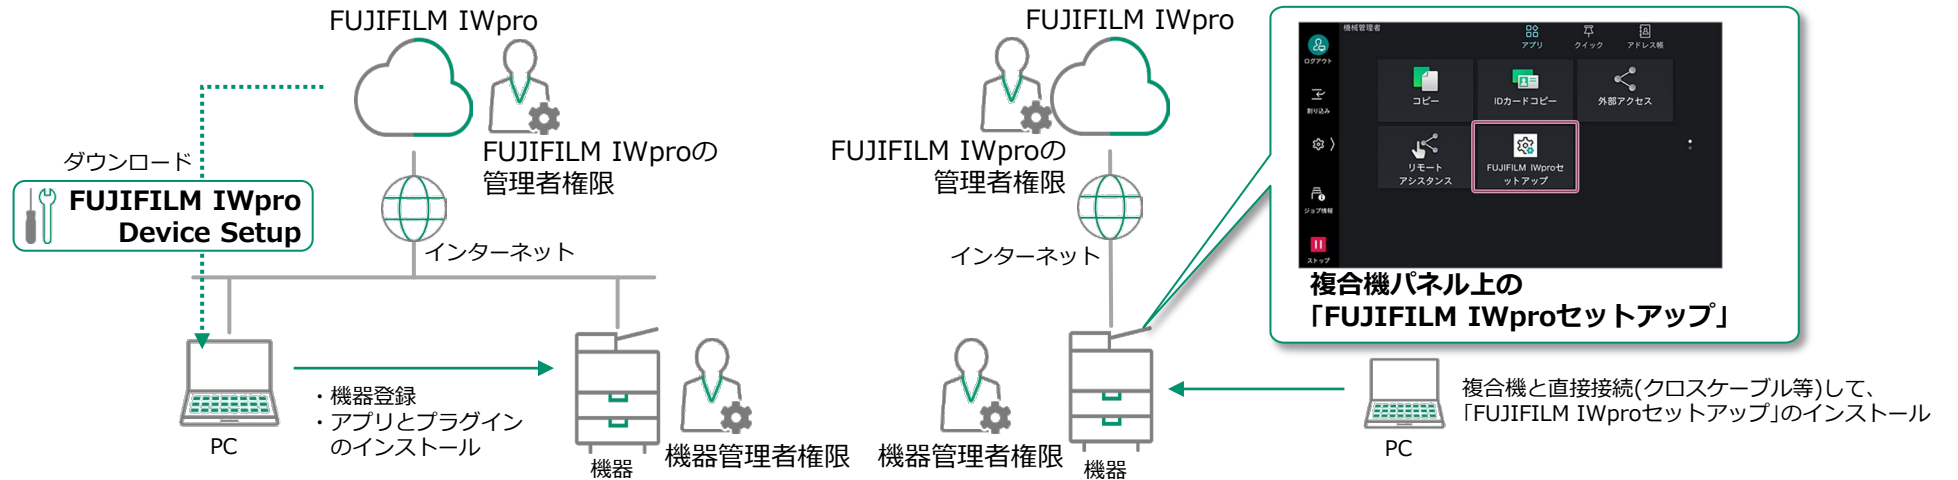 FUJIFILM IWpro
FUJIFILM IWproの
管理者権限
ダウンロード
FUJIFILM IWpro
Device Setup
インターネット
PC
・機器登録
・アプリとプラグイン
のインストール
機器
機器管理者権限
FUJIFILM IWpro
FUJIFILM IWproの
管理者権限
インターネット
機器管理者権限
機器
機械管理者
アプリ
クイック
アドレス帳
ログアウト
割り込み
ジョブ情報
ストップ
コピー
IDカードコピー
外部アクセス
リモート
アシスタンス
FUJIFILM IWproセ
ットアップ
複合機パネル上の
「FUJIFILM IWproセットアップ」
PC
複合機と直接接続(クロスケーブル等)して、
「FUJIFILM IWproセットアップ」のインストール